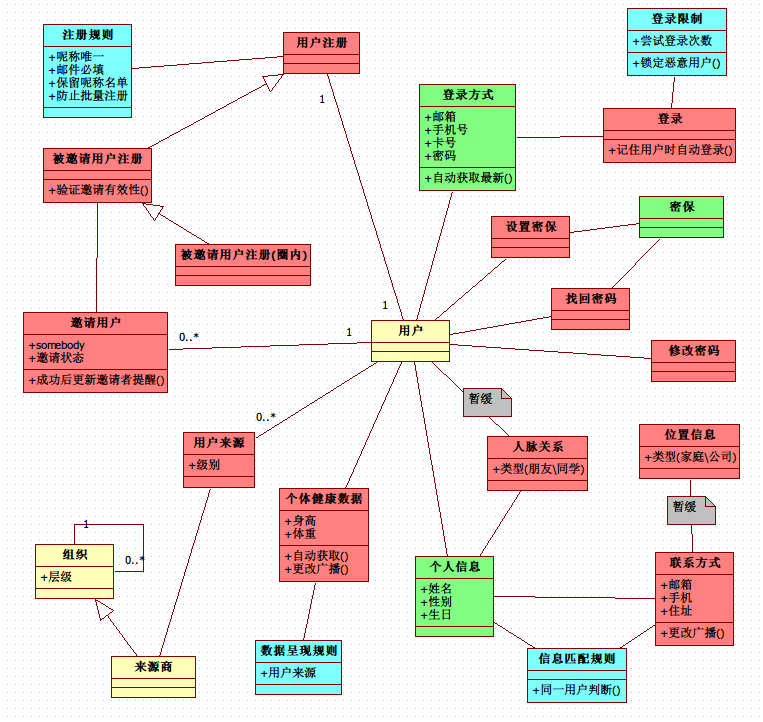 注册规则
+昵称唯一
+邮件必填
+保留昵称名单
+防止批量注册
用户注册
1
登录限制
+尝试登录次数
+锁定恶意用户()
登录方式
+邮箱
+手机号
+卡号
+密码
+自动获取最新()
登录
+记住用户时自动登录()
被邀请用户注册
+验证邀请有效性()
被邀请用户注册(圈内)
设置密保
密保
找回密码
修改密码
邀请用户
+somebody
+邀请状态
+成功后更新邀请者提醒()
0..*
1
1
用户
暂缓
0..*
用户来源
+级别
人脉关系
+类型(朋友\同学)
位置信息
+类型(家庭\公司)
暂缓
个体健康数据
+身高
+体重
+自动获取()
+更改广播()
1
0..*
组织
+层级
个人信息
+姓名
+性别
+生日
联系方式
+邮箱
+手机
+住址
+更改广播()
来源商
数据呈现规则
+用户来源
信息匹配规则
+同一用户判断()